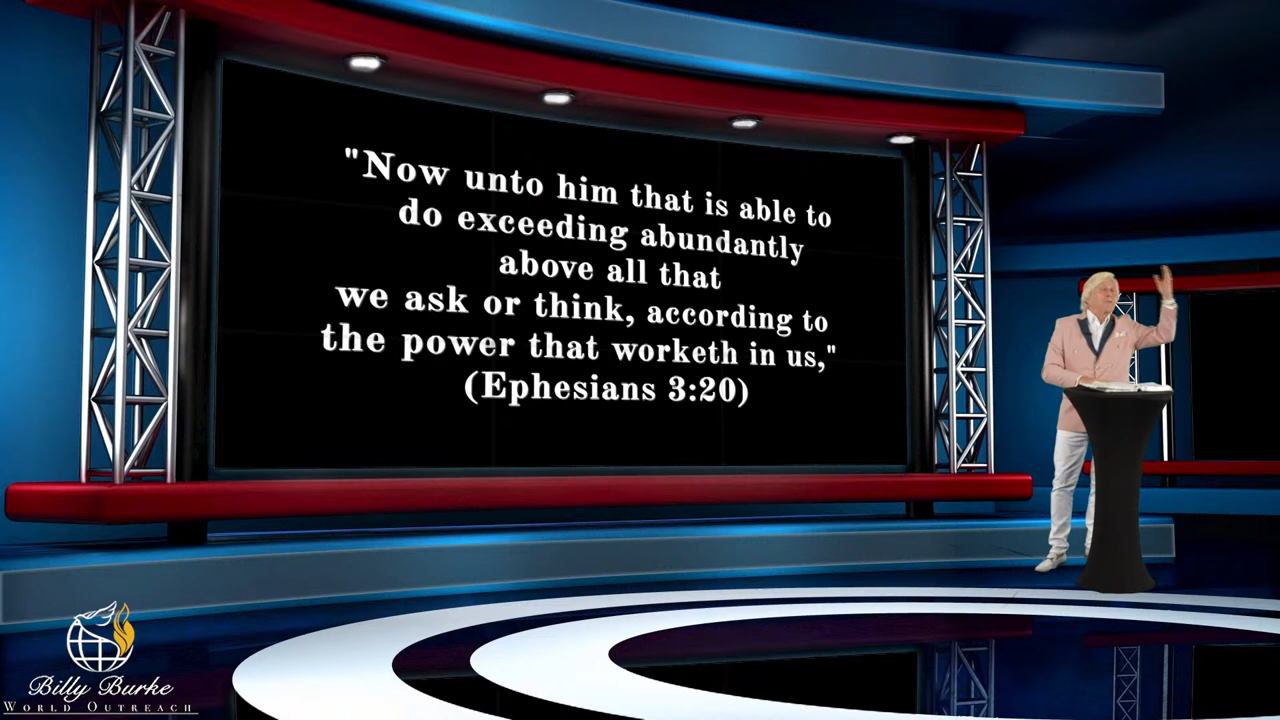 "Now unto him that is able to
do exceeding abundantly
above all that
we ask or think, according to
the power that worketh in us,"
(Ephesians 3:20)
Billy Burke
WORLD OUTREACH